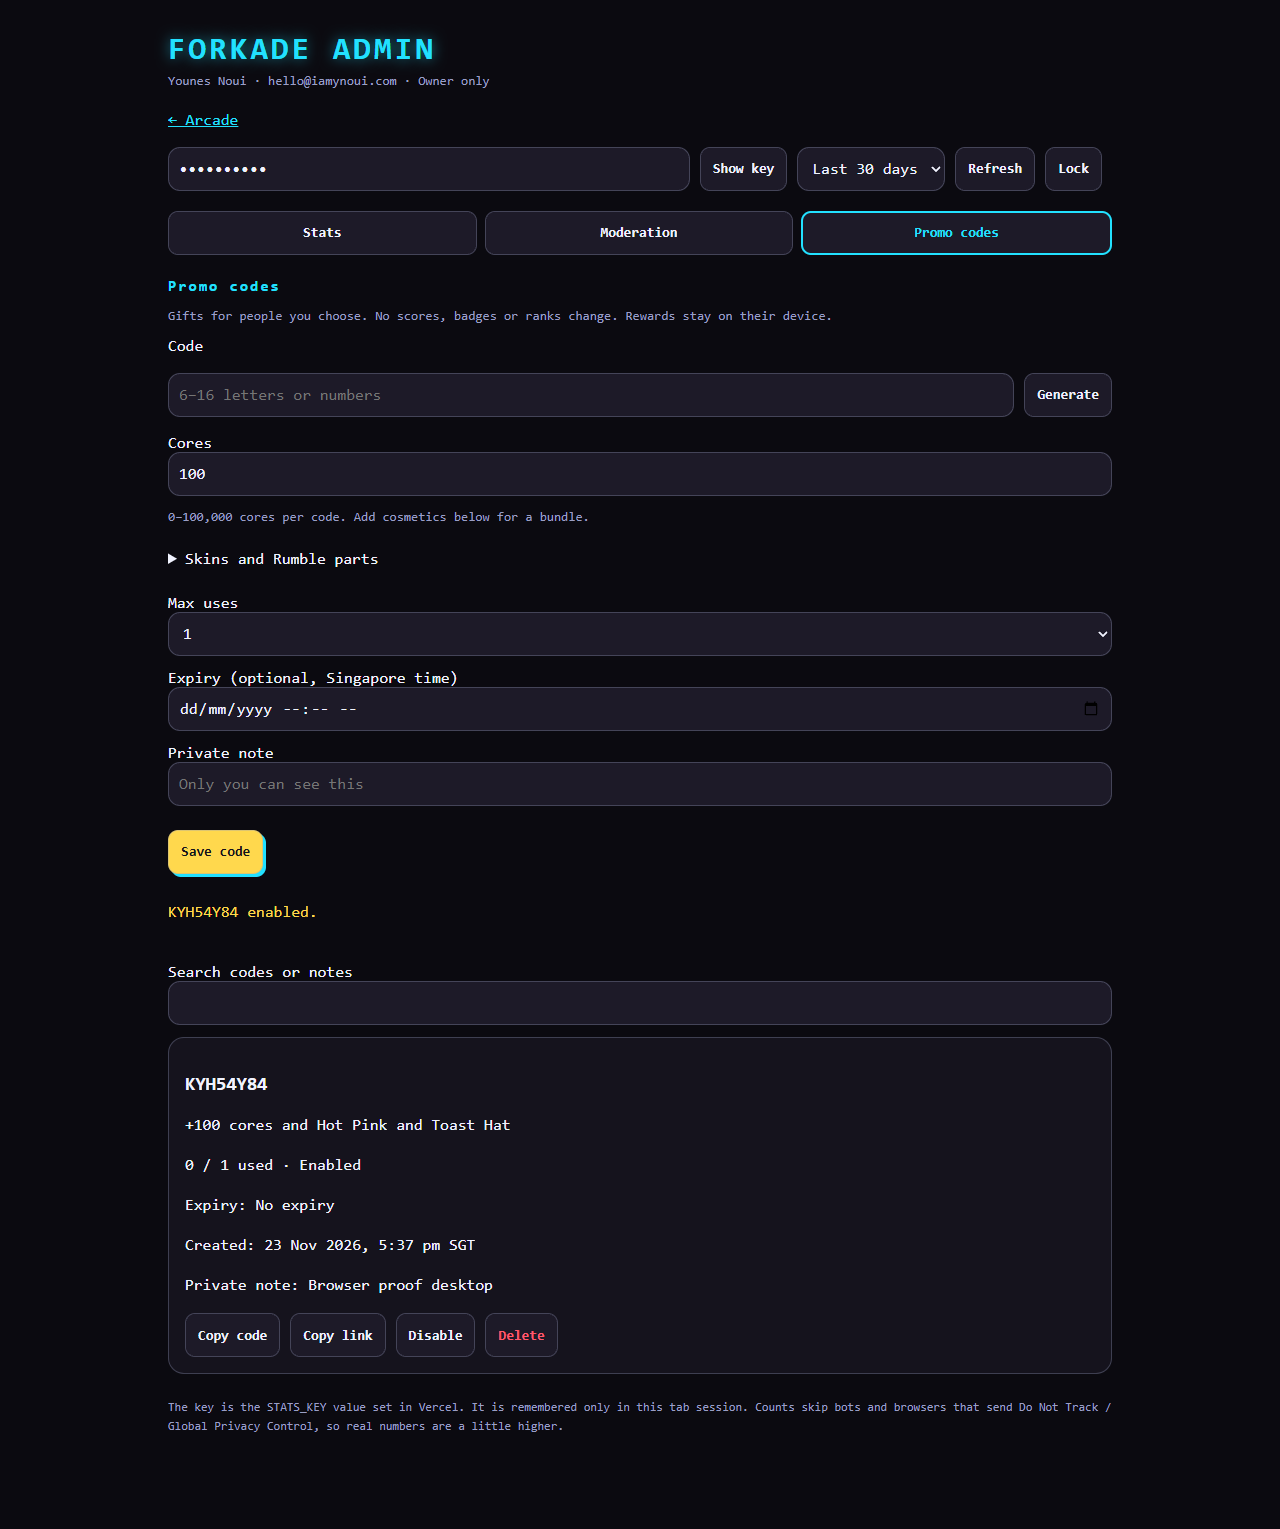 FORKADE ADMIN
Younes Noui · hello@iamynoui.com · Owner only
← Arcade
••••••••••
Show key
Last 30 days
Refresh
Lock
Stats
Moderation
Promo codes
Promo codes
Gifts for people you choose. No scores, badges or ranks change. Rewards stay on their device.
Code
6–16 letters or numbers
Generate
Cores
100
0–100,000 cores per code. Add cosmetics below for a bundle.
▶ Skins and Rumble parts
Max uses
1
Expiry (optional, Singapore time)
dd/mm/yyyy --:-- --
Private note
Only you can see this
Save code
KYH54Y84 enabled.
Search codes or notes
KYH54Y84
+100 cores and Hot Pink and Toast Hat
0 / 1 used · Enabled
Expiry: No expiry
Created: 23 Nov 2026, 5:37 pm SGT
Private note: Browser proof desktop
Copy code
Copy link
Disable
Delete
The key is the STATS_KEY value set in Vercel. It is remembered only in this tab session. Counts skip bots and browsers that send Do Not Track /
Global Privacy Control, so real numbers are a little higher.